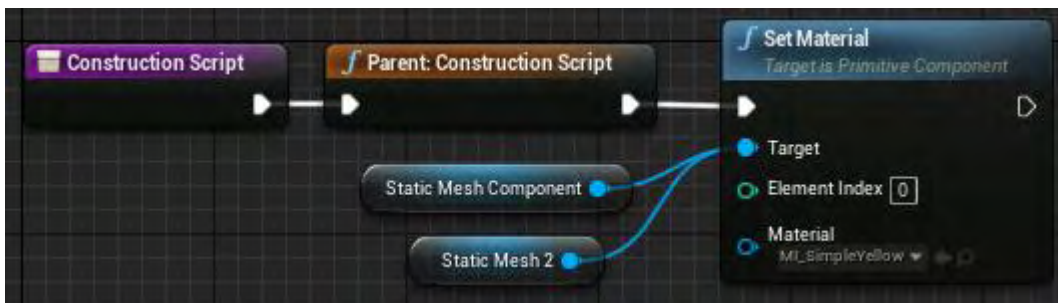 Construction Script
Parent: Construction Script
Set Material
Target is Primitive Component
Static Mesh Component
Static Mesh 2
Target
Element Index 0
Material
MI_SimpleYellow